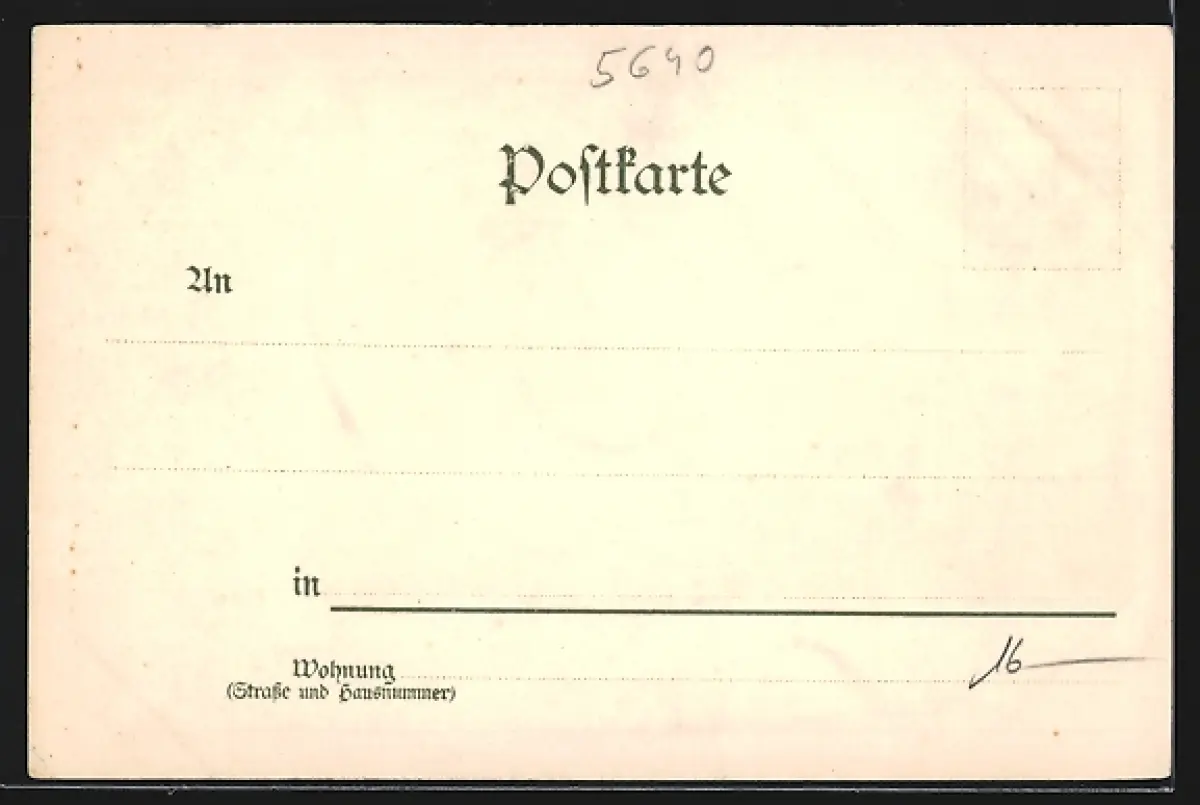 5640
Poſtkarte
An
in
Wohnung
(Straße und Hausnummer)
16